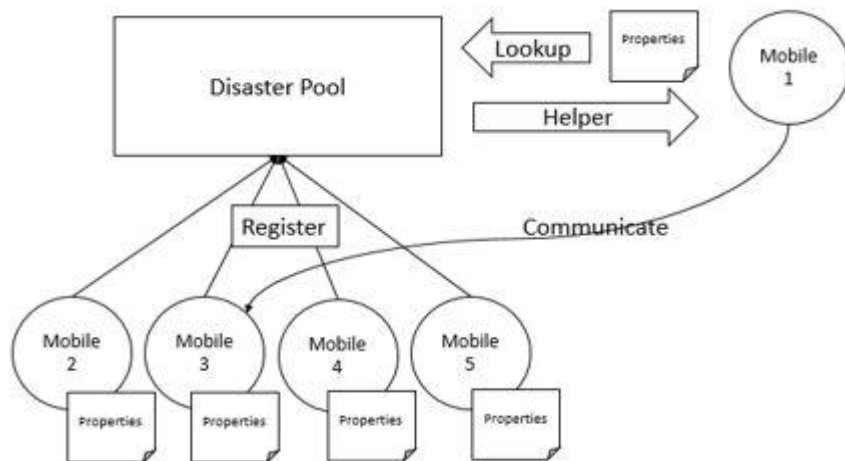 Disaster Pool
Lookup
Properties
Mobile
1
Helper
Register
Communicate
Mobile
2
Mobile
3
Mobile
4
Mobile
5
Properties
Properties
Properties
Properties